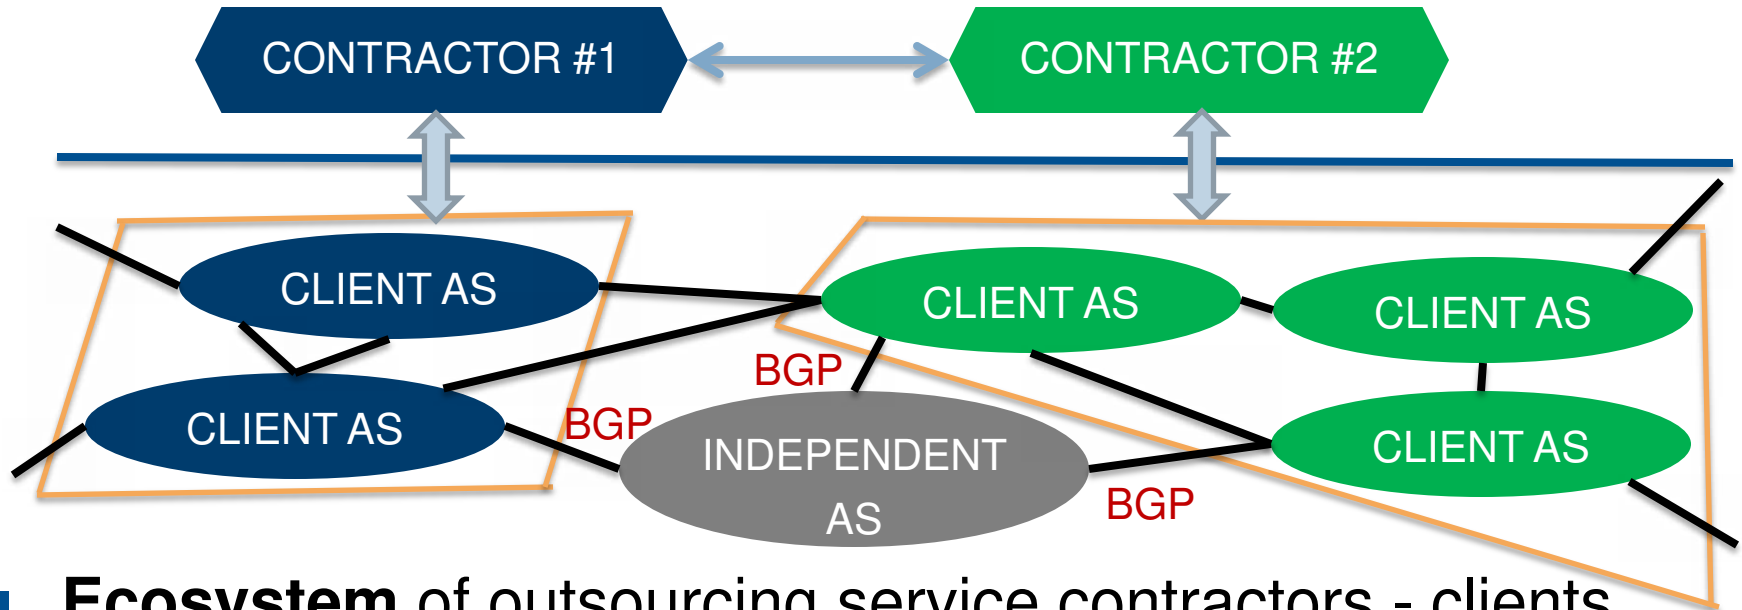 CONTRACTOR #1
CONTRACTOR #2
CLIENT AS
CLIENT AS
CLIENT AS
CLIENT AS
BGP
BGP
CLIENT AS
INDEPENDENT
AS
BGP
Ecosystem of outsourcing service contractors - clients